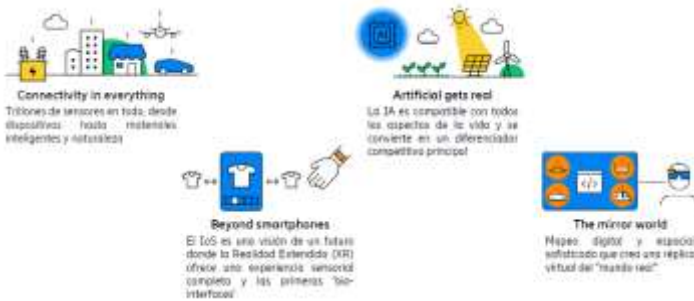 Connectivity in everything
Trillones de sensores en todo, desde
dispositivos hasta materiales
inteligentes y naturaleza
Artificial gets real
La IA es compatible con todos
los aspectos de la vida y se
convierte en un diferenciador
competitivo principal
Beyond smartphones
El IoS es una visión de un futuro
donde la Realidad Extendida (XR)
ofrece una experiencia sensorial
completa y las primeras 'bio-
interfaces'
</>
The mirror world
Mapeo digital y espacial
sofisticado que crea una réplica
virtual del "mundo real"